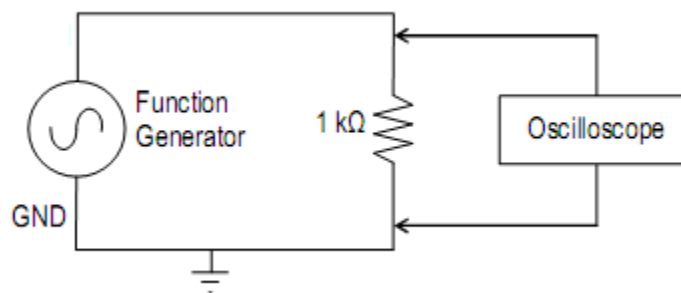 Function
Generator
1 kΩ
Oscilloscope
GND